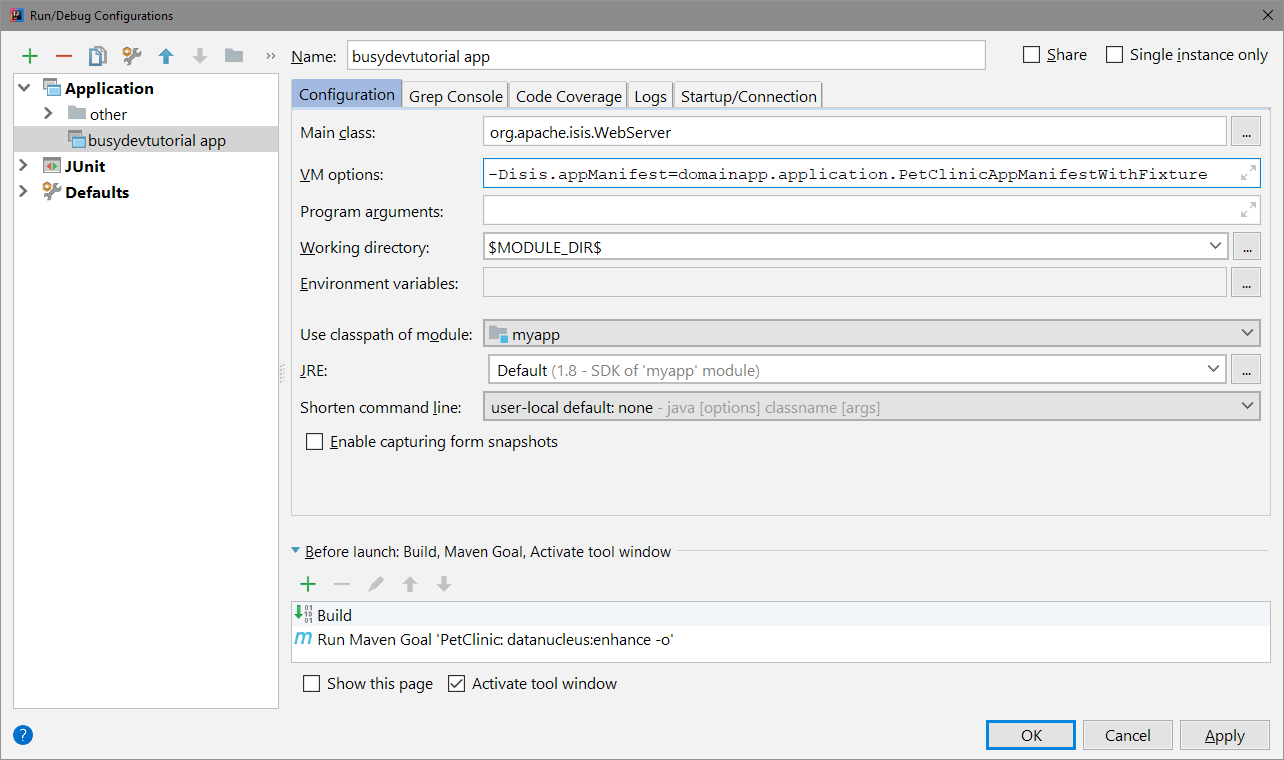 Run/Debug Configurations
Name: busydevtutorial app
Share
Single instance only
Application
other
busydevtutorial app
JUnit
Defaults
Configuration Grep Console Code Coverage Logs Startup/Connection
Main class: org.apache.isis.WebServer ...
VM options: -Disis.appManifest=domainapp.application.PetClinicAppManifestWithFixture
Program arguments:
Working directory: $MODULE_DIR$ ...
Environment variables: ...
Use classpath of module: myapp
JRE: Default (1.8 - SDK of 'myapp' module) ...
Shorten command line: user-local default: none - java [options] classname [args]
Enable capturing form snapshots
Before launch: Build, Maven Goal, Activate tool window
Build
Run Maven Goal 'PetClinic: datanucleus:enhance -o'
Show this page Activate tool window
? OK Cancel Apply